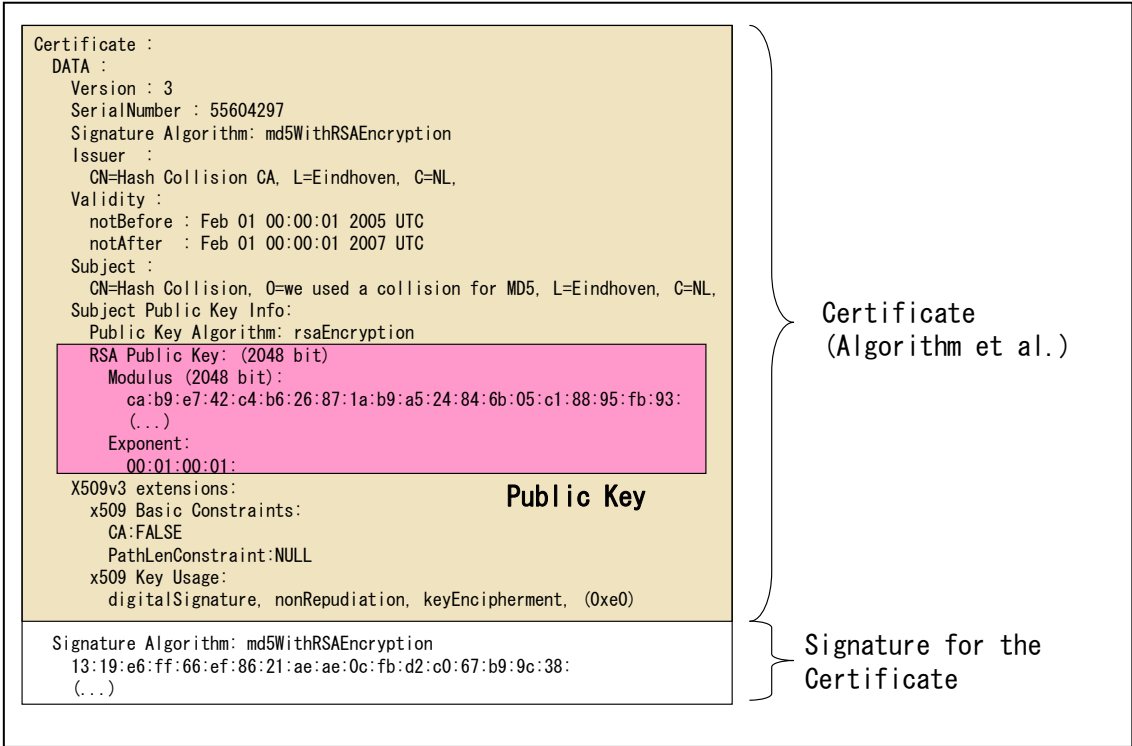 Certificate :
DATA :
Version : 3
SerialNumber : 55604297
Signature Algorithm: md5WithRSAEncryption
Issuer  :
CN=Hash Collision CA, L=Eindhoven, C=NL,
Validity :
notBefore : Feb 01 00:00:01 2005 UTC
notAfter  : Feb 01 00:00:01 2007 UTC
Subject :
CN=Hash Collision, O=we used a collision for MD5, L=Eindhoven, C=NL,
Subject Public Key Info:
Public Key Algorithm: rsaEncryption
RSA Public Key: (2048 bit)
Modulus (2048 bit):
ca:b9:e7:42:c4:b6:26:87:1a:b9:a5:24:84:6b:05:c1:88:95:fb:93:
(...)
Exponent:
00:01:00:01:
X509v3 extensions:
Public Key
x509 Basic Constraints:
CA:FALSE
PathLenConstraint:NULL
x509 Key Usage:
digitalSignature, nonRepudiation, keyEncipherment, (0xe0)
Certificate
(Algorithm et al.)
Signature Algorithm: md5WithRSAEncryption
13:19:e6:ff:66:ef:86:21:ae:ae:0c:fb:d2:c0:67:b9:9c:38:
(...)
Signature for the
Certificate